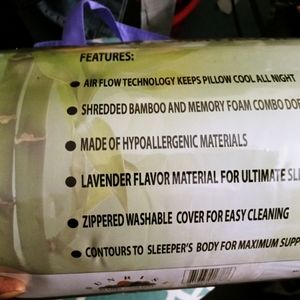 FEATURES:
● AIR FLOW TECHNOLOGY KEEPS PILLOW COOL ALL NIGHT
● SHREDDED BAMBOO AND MEMORY FOAM COMBO
● MADE OF HYPOALLERGENIC MATERIALS
● LAVENDER FLAVOR MATERIAL FOR ULTIMATE
● ZIPPERED WASHABLE COVER FOR EASY CLEANING
● CONTOURS TO SLEEEPER'S BODY FOR MAXIMUM